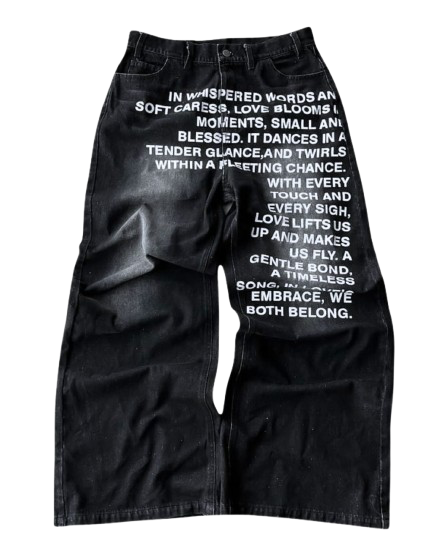 IN WHISPERED WORDS AN
SOFT CARESS, LOVE BLOOMS I
MOMENTS, SMALL AND
BLESSED. IT DANCES IN A
TENDER GLANCE,AND TWIRLS
WITHIN A FLEETING CHANCE.
WITH EVERY
TOUCH AND
EVERY SIGH,
LOVE LIFTS US
UP AND MAKES
US FLY. A
GENTLE BOND,
A TIMELESS
SONG, IN LOVE'S
EMBRACE, WE
BOTH BELONG.